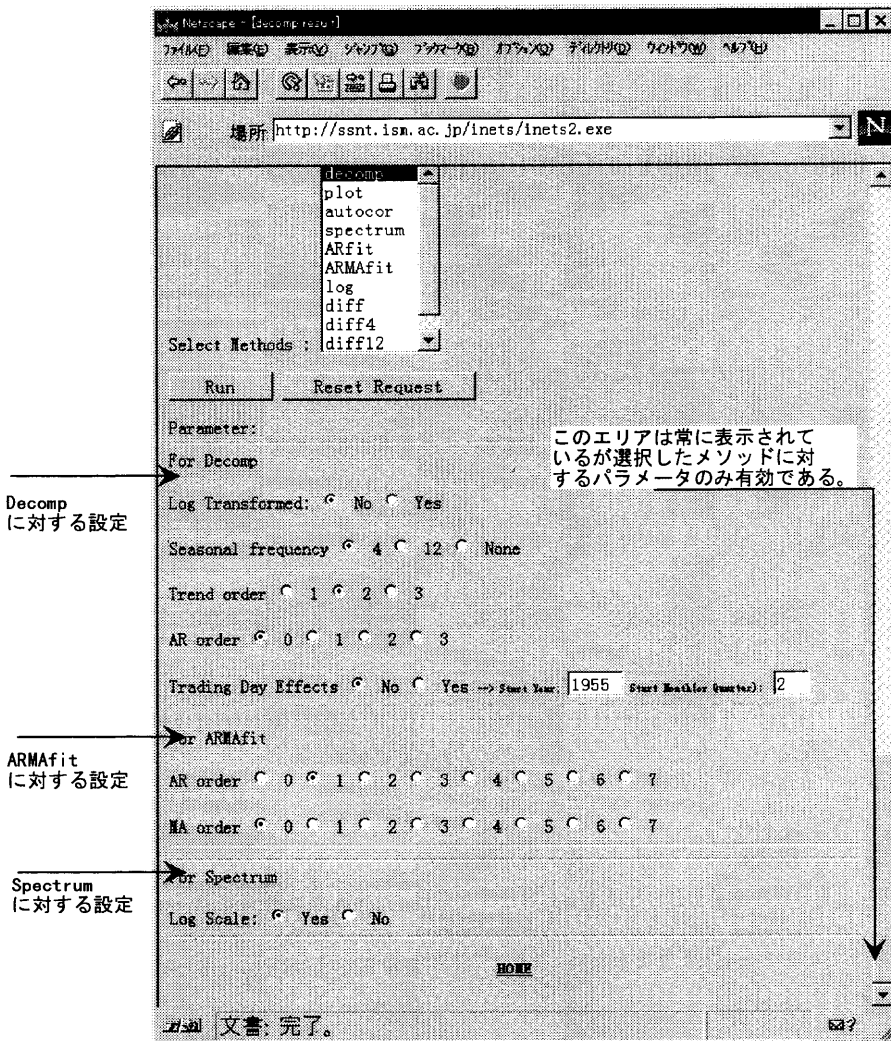 Netscape - [decomp result]
ファイル(F) 編集(E) 表示(V) ジャンプ(G) ブックマーク(B) オプション(O) ディレクトリ(D) ウィンドウ(W) ヘルプ(H)
場所 http://ssnt.ism.ac.jp/inets/inets2.exe
N
decomp
plot
autocor
spectrum
ARfit
ARMAfit
log
diff
diff4
Select Methods : diff12
Run Reset Request
Parameter:
このエリアは常に表示されて
いるが選択したメソッドに対
するパラメータのみ有効である。
For Decomp
Decomp
に対する設定
Log Transformed: No Yes
Seasonal frequency 4 12 None
Trend order 1 2 3
AR order 0 1 2 3
Trading Day Effects No Yes --> Start Year: 1955 Start Month(or Quarter): 2
For ARMAfit
ARMAfit
に対する設定
AR order 0 1 2 3 4 5 6 7
MA order 0 1 2 3 4 5 6 7
For Spectrum
Spectrum
に対する設定
Log Scale: Yes No
HOME
文書: 完了。